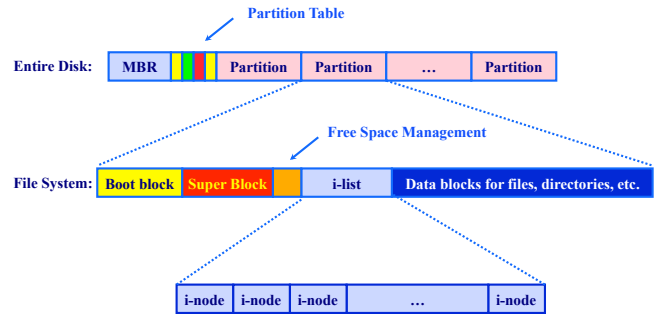 Partition Table
Entire Disk: MBR Partition Partition … Partition
Free Space Management
File System: Boot block Super Block i-list Data blocks for files, directories, etc.
i-node i-node i-node … i-node